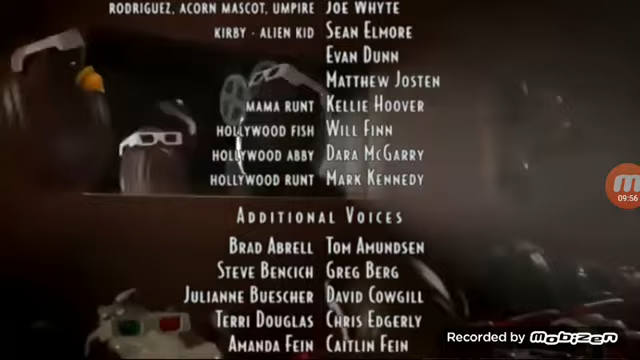 RODRIGUEZ, ACORN MASCOT, UMPIRE JOE WHYTE
KIRBY - ALIEN KID SEAN ELMORE
EVAN DUNN
MATTHEW JOSTEN
MAMA RUNT KELLIE HOOVER
HOLLYWOOD FISH WILL FINN
HOLLYWOOD ABBY DARA MCGARRY
HOLLYWOOD RUNT MARK KENNEDY
ADDITIONAL VOICES
BRAD ABRELL TOM AMUNDSEN
STEVE BENCICH GREG BERG
JULIANNE BUESCHER DAVID COWGILL
TERRI DOUGLAS CHRIS EDGERLY
AMANDA FEIN CAITLIN FEIN
09:56
Recorded by mobizen